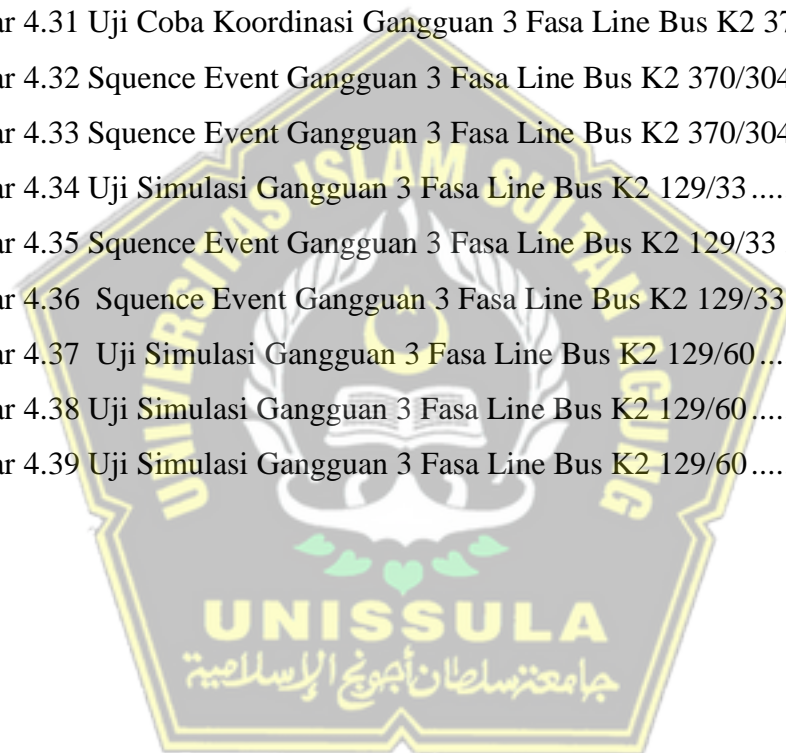 ar 4.31 Uji Coba Koordinasi Gangguan 3 Fasa Line Bus K2 37
ar 4.32 Squence Event Gangguan 3 Fasa Line Bus K2 370/304
ar 4.33 Squence Event Gangguan 3 Fasa Line Bus K2 370/304
ar 4.34 Uji Simulasi Gangguan 3 Fasa Line Bus K2 129/33....
ar 4.35 Squence Event Gangguan 3 Fasa Line Bus K2 129/33
ar 4.36 Squence Event Gangguan 3 Fasa Line Bus K2 129/33
ar 4.37 Uji Simulasi Gangguan 3 Fasa Line Bus K2 129/60...
ar 4.38 Uji Simulasi Gangguan 3 Fasa Line Bus K2 129/60....
ar 4.39 Uji Simulasi Gangguan 3 Fasa Line Bus K2 129/60....
UNIVERSITAS ISLAM SULTAN AGUNG
UNISSULA
جامعة سلطان أجونج الإسلامية